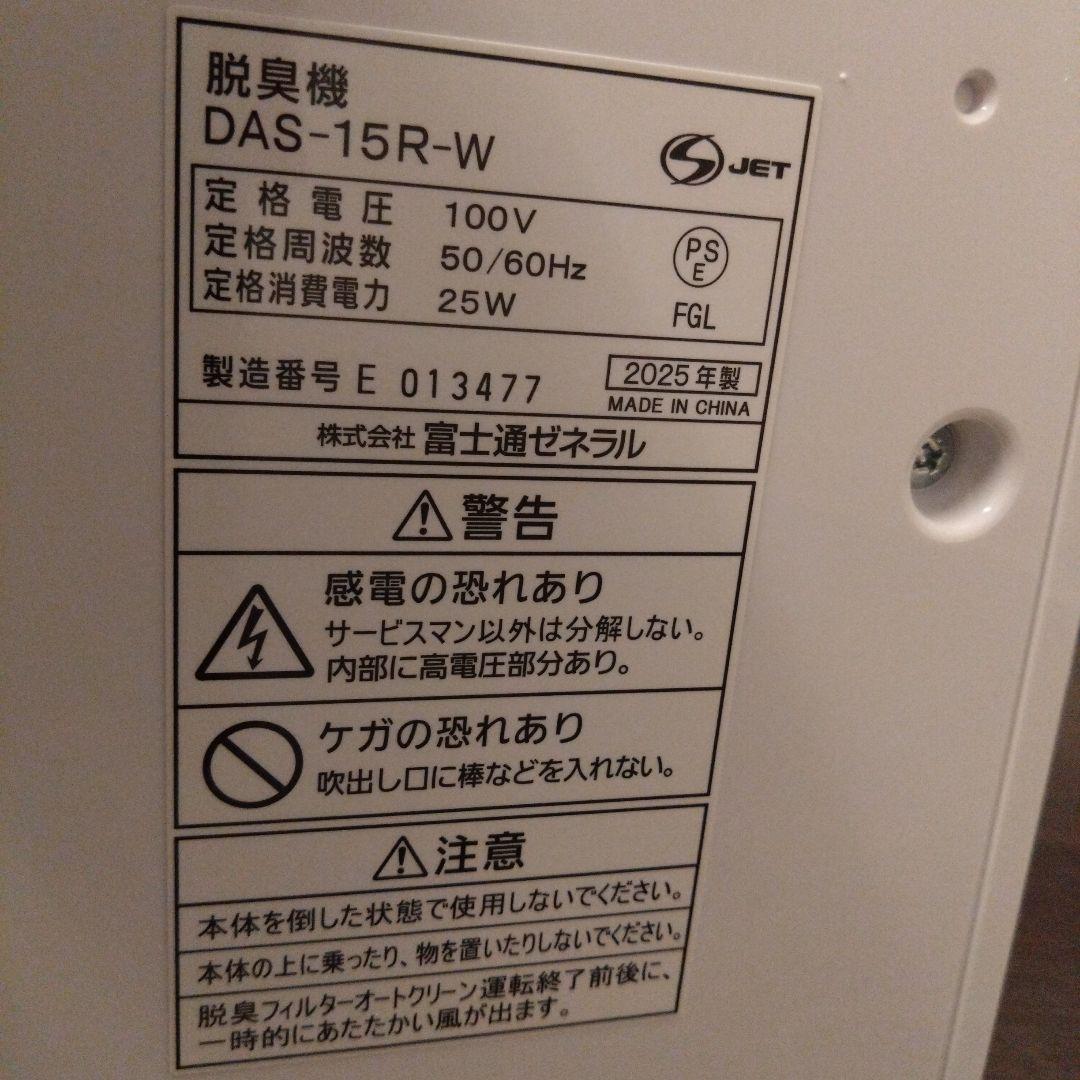 脱臭機
DAS-15R-W
S JET
定格電圧 100V
定格周波数 50/60Hz
定格消費電力 25W
PS
E
FGL
製造番号 E 013477
2025年製
MADE IN CHINA
株式会社 富士通ゼネラル
警告
感電の恐れあり
サービスマン以外は分解しない。
内部に高電圧部分あり。
ケガの恐れあり
吹出し口に棒などを入れない。
注意
本体を倒した状態で使用しないでください。
本体の上に乗ったり、物を置いたりしないでください。
脱臭フィルターオートクリーン運転終了前後に、
一時的にあたたかい風が出ます。